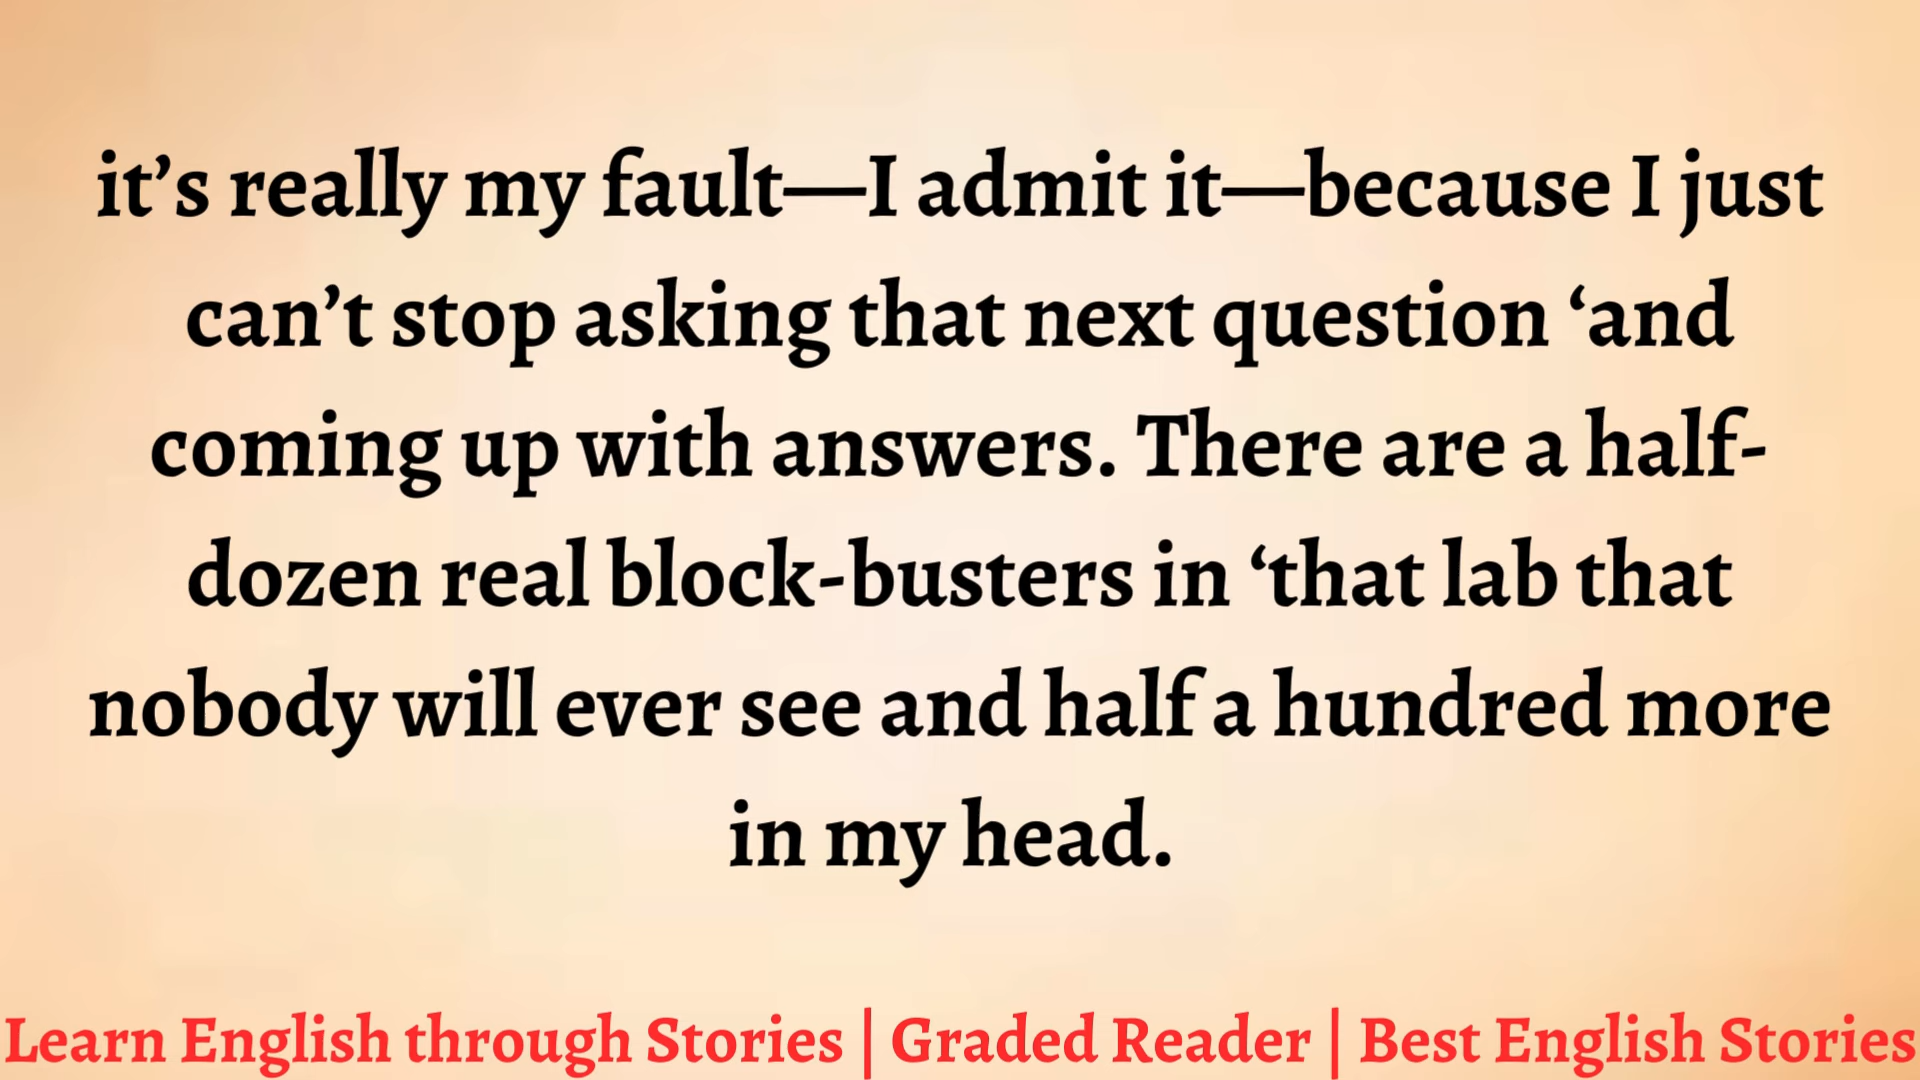 it’s really my fault—I admit it—because I just
can’t stop asking that next question ‘and
coming up with answers. There are a half-
dozen real block-busters in ‘that lab that
nobody will ever see and half a hundred more
in my head.
Learn English through Stories | Graded Reader | Best English Stories